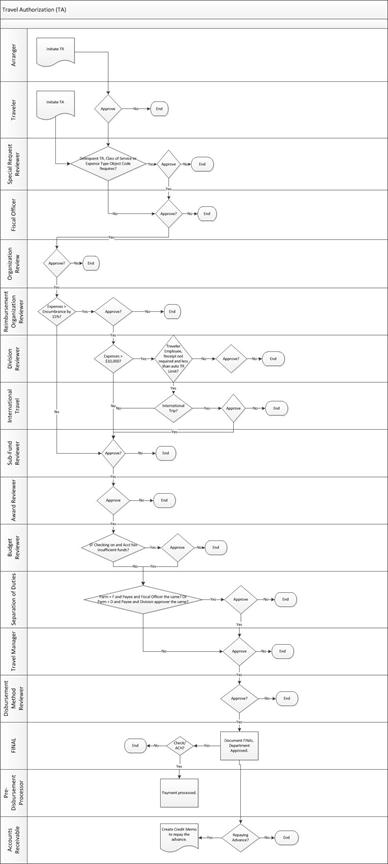 Travel Authorization (TA)
Arranger
Initiate TA
Traveler
Initiate TA
Approve
No
End
Special Request
Reviewer
Delinquent TA, Class of Service or
Expense Type Object Code
Requires?
Yes
Approve
No
End
Yes
Fiscal Officer
No
Approve?
No
End
Yes
Organization
Review
Approve?
No
End
Yes
Reimbursement
Organization
Reviewer
Expenses >
Encumbrance by
15%?
Yes
Approve?
No
End
Yes
Division
Reviewer
Expenses >
$10,000?
Yes
Traveler
Employee,
Receipt not
required and less
than auto TR
Limit?
No
Approve?
No
End
Yes
International
Travel
No
No
International
Trip?
Yes
Approve
No
End
Yes
Sub-Fund
Reviewer
Approve?
No
End
Yes
Award Reviewer
Approve
No
End
Yes
Budget
Reviewer
IF Checking on and Acct has
insufficient funds?
Yes
Approve
No
End
No
Yes
Separation of Duties
Form = F and Payee and Fiscal Officer the same? OR
Form = D and Payee and Division approver the same?
Yes
Approve
No
End
Yes
Travel Manager
No
Approve
No
End
Yes
Disbursement
Method
Reviewer
Approve?
No
End
Yes
FINAL
End
No
Check/
ACH?
No
Document FINAL,
Department
Approved.
Yes
Pre-
Disbursement
Processor
Payment processed.
Accounts
Receivable
Create Credit Memo
to repay the
advance.
Yes
Repaying
Advance?
No
End